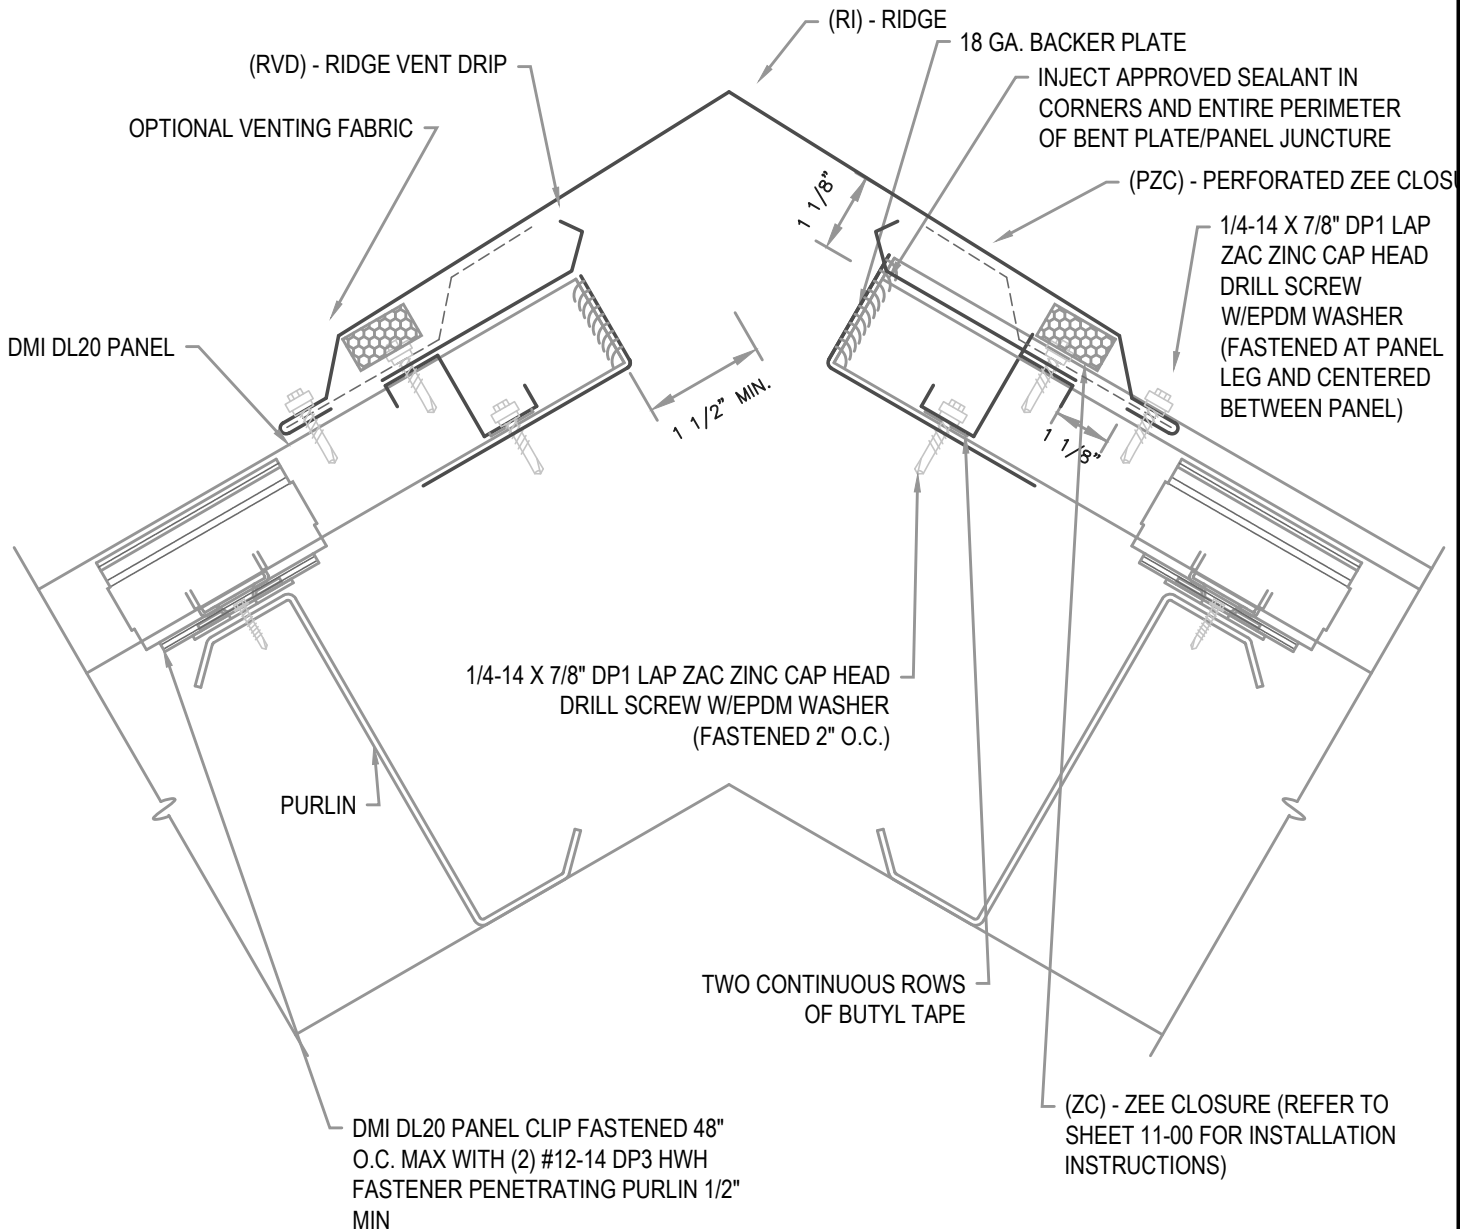 (RI) - RIDGE
18 GA. BACKER PLATE
(RVD) - RIDGE VENT DRIP
INJECT APPROVED SEALANT IN
CORNERS AND ENTIRE PERIMETER
OF BENT PLATE/PANEL JUNCTURE
OPTIONAL VENTING FABRIC
(PZC) - PERFORATED ZEE
1 1/8"
1/4-14 X 7/8" DP1 LAP
ZAC ZINC CAP HEAD
DRILL SCREW
W/EPDM WASHER
(FASTENED AT PANEL
LEG AND CENTERED
BETWEEN PANEL)
DMI DL20 PANEL
1 1/2" MIN.
1 1/8"
1/4-14 X 7/8" DP1 LAP ZAC ZINC CAP HEAD
DRILL SCREW W/EPDM WASHER
(FASTENED 2" O.C.)
PURLIN
TWO CONTINUOUS ROWS
OF BUTYL TAPE
(ZC) - ZEE CLOSURE (REFER TO
SHEET 11-00 FOR INSTALLATION
INSTRUCTIONS)
DMI DL20 PANEL CLIP FASTENED 48"
O.C. MAX WITH (2) #12-14 DP3 HWH
FASTENER PENETRATING PURLIN 1/2"
MIN